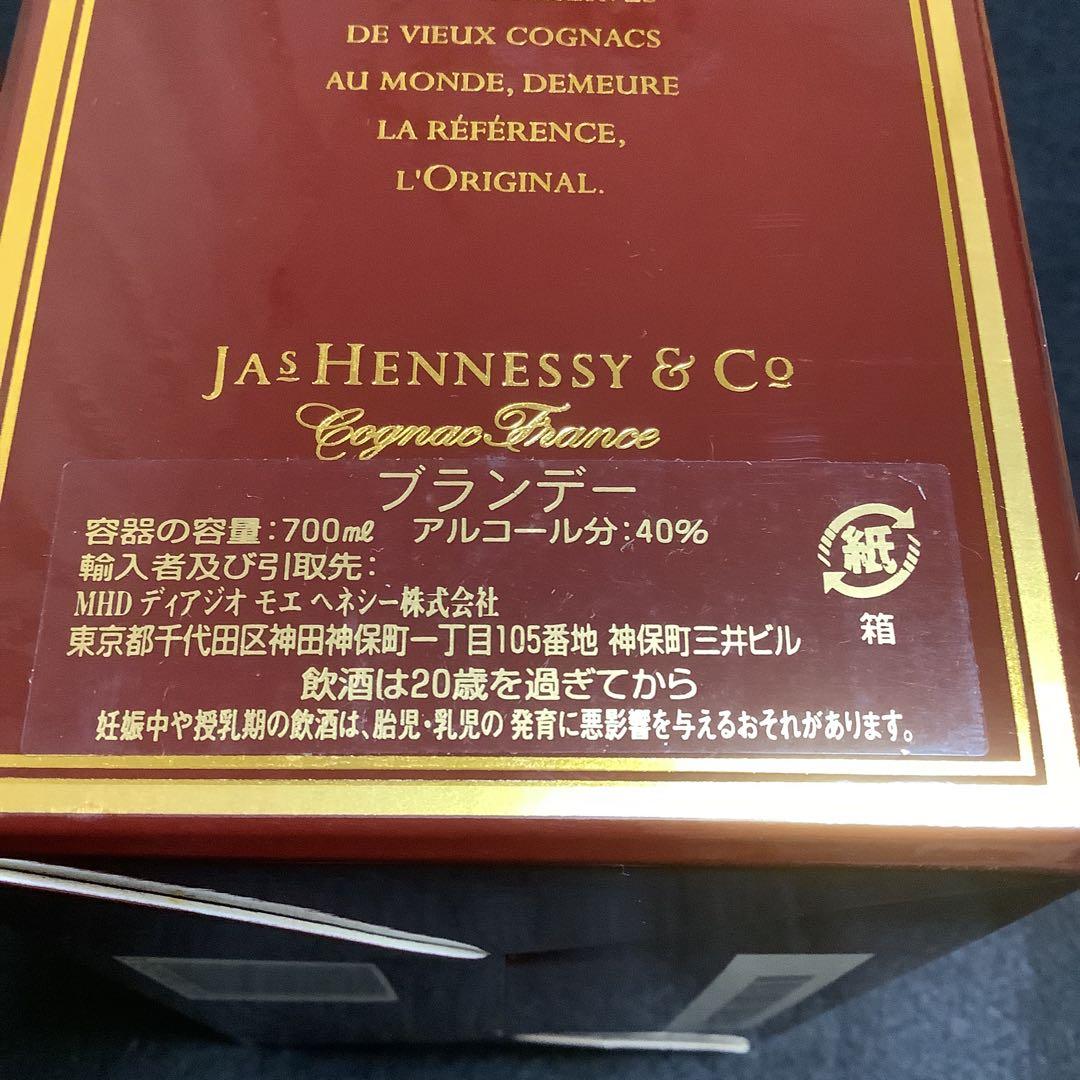 DE VIEUX COGNACS
AU MONDE, DEMEURE
LA RÉFÉRENCE,
L'ORIGINAL.
JAS HENNESSY & Co
Cognac France
ブランデー
容器の容量:700㎖ アルコール分:40%
輸入者及び引取先:
MHD ディアジオ モエ ヘネシー株式会社
東京都千代田区神田神保町一丁目105番地 神保町三井ビル
飲酒は20歳を過ぎてから
妊娠中や授乳期の飲酒は、胎児・乳児の 発育に悪影響を与えるおそれがあります。
紙
箱